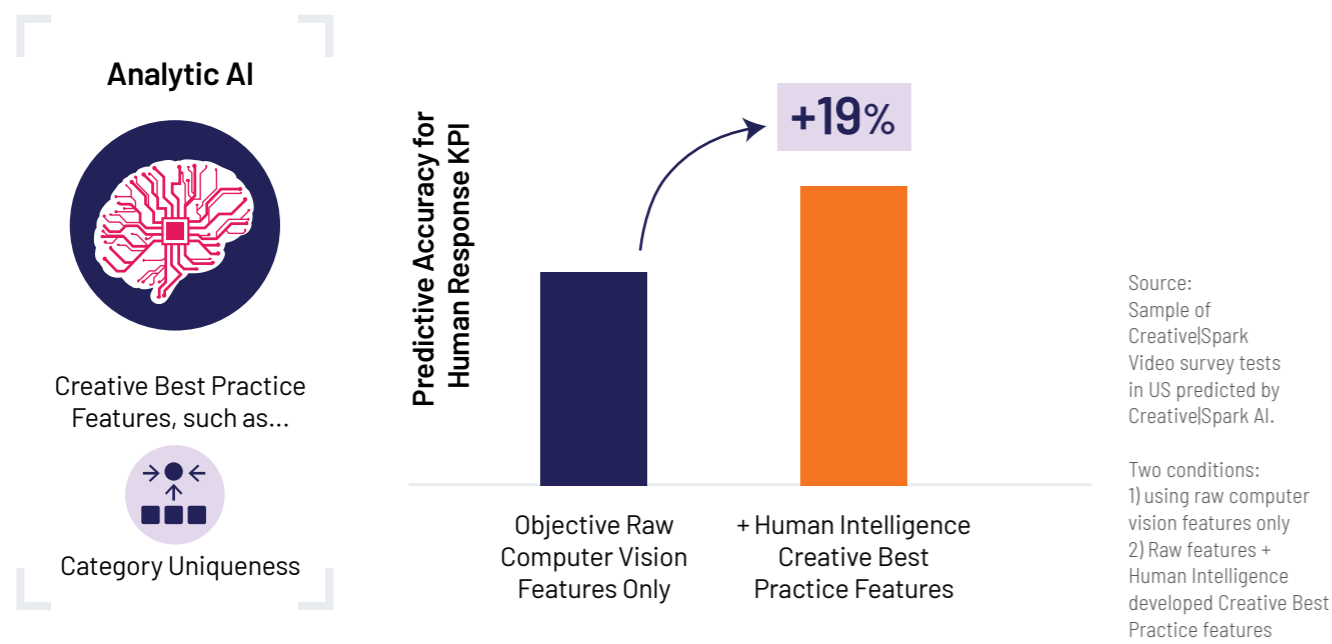 Analytic AI
Creative Best Practice
Features, such as...
Category Uniqueness
Predictive Accuracy for
Human Response KPI
+19%
Objective Raw
Computer Vision
Features Only
+ Human Intelligence
Creative Best
Practice Features
Source:
Sample of
Creative|Spark
Video survey tests
in US predicted by
Creative|Spark AI.
Two conditions:
1) using raw computer
vision features only
2) Raw features +
Human Intelligence
developed Creative Best
Practice features